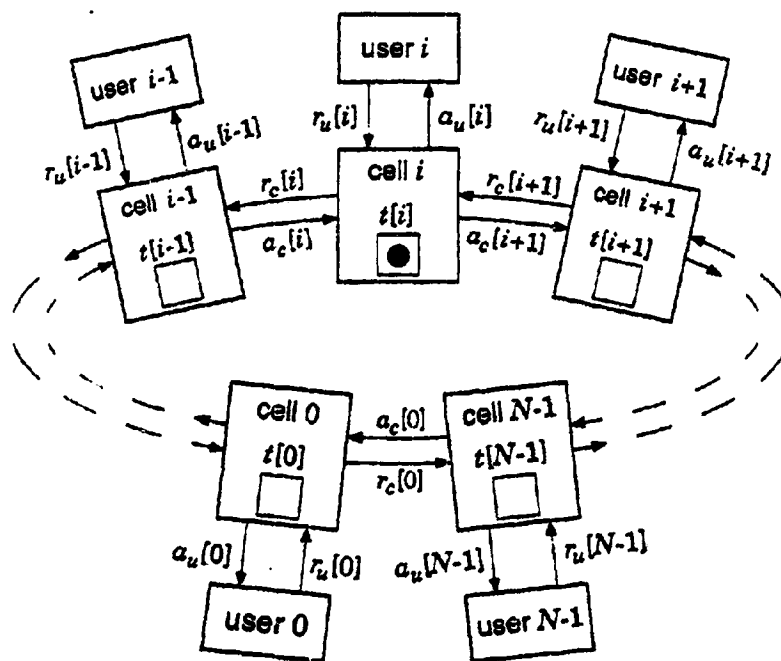 user i-1
user i
user i+1
r_u[i-1]
a_u[i-1]
r_u[i]
a_u[i]
r_u[i+1]
a_u[i+1]
cell i-1
t[i-1]
r_c[i]
a_c[i]
cell i
t[i]
r_c[i+1]
a_c[i+1]
cell i+1
t[i+1]
cell 0
t[0]
a_c[0]
r_c[0]
cell N-1
t[N-1]
a_u[0]
r_u[0]
a_u[N-1]
r_u[N-1]
user 0
user N-1